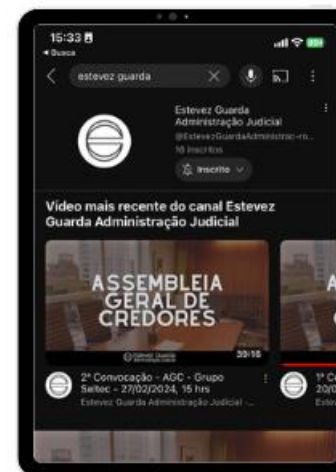 15:33
Busca
estevez guarda
Estevez Guarda
Administração Judicial
@EstevezGuardaAdministrac-ro...
16 inscritos
Inscrito
Vídeo mais recente do canal Estevez
Guarda Administração Judicial
ASSEMBLEIA
GERAL DE
CREDORES
39:16
2ª Convocação - AGC - Grupo
Seltec - 27/02/2024, 15 hrs
Estevez Guarda Administração Judicial - ...